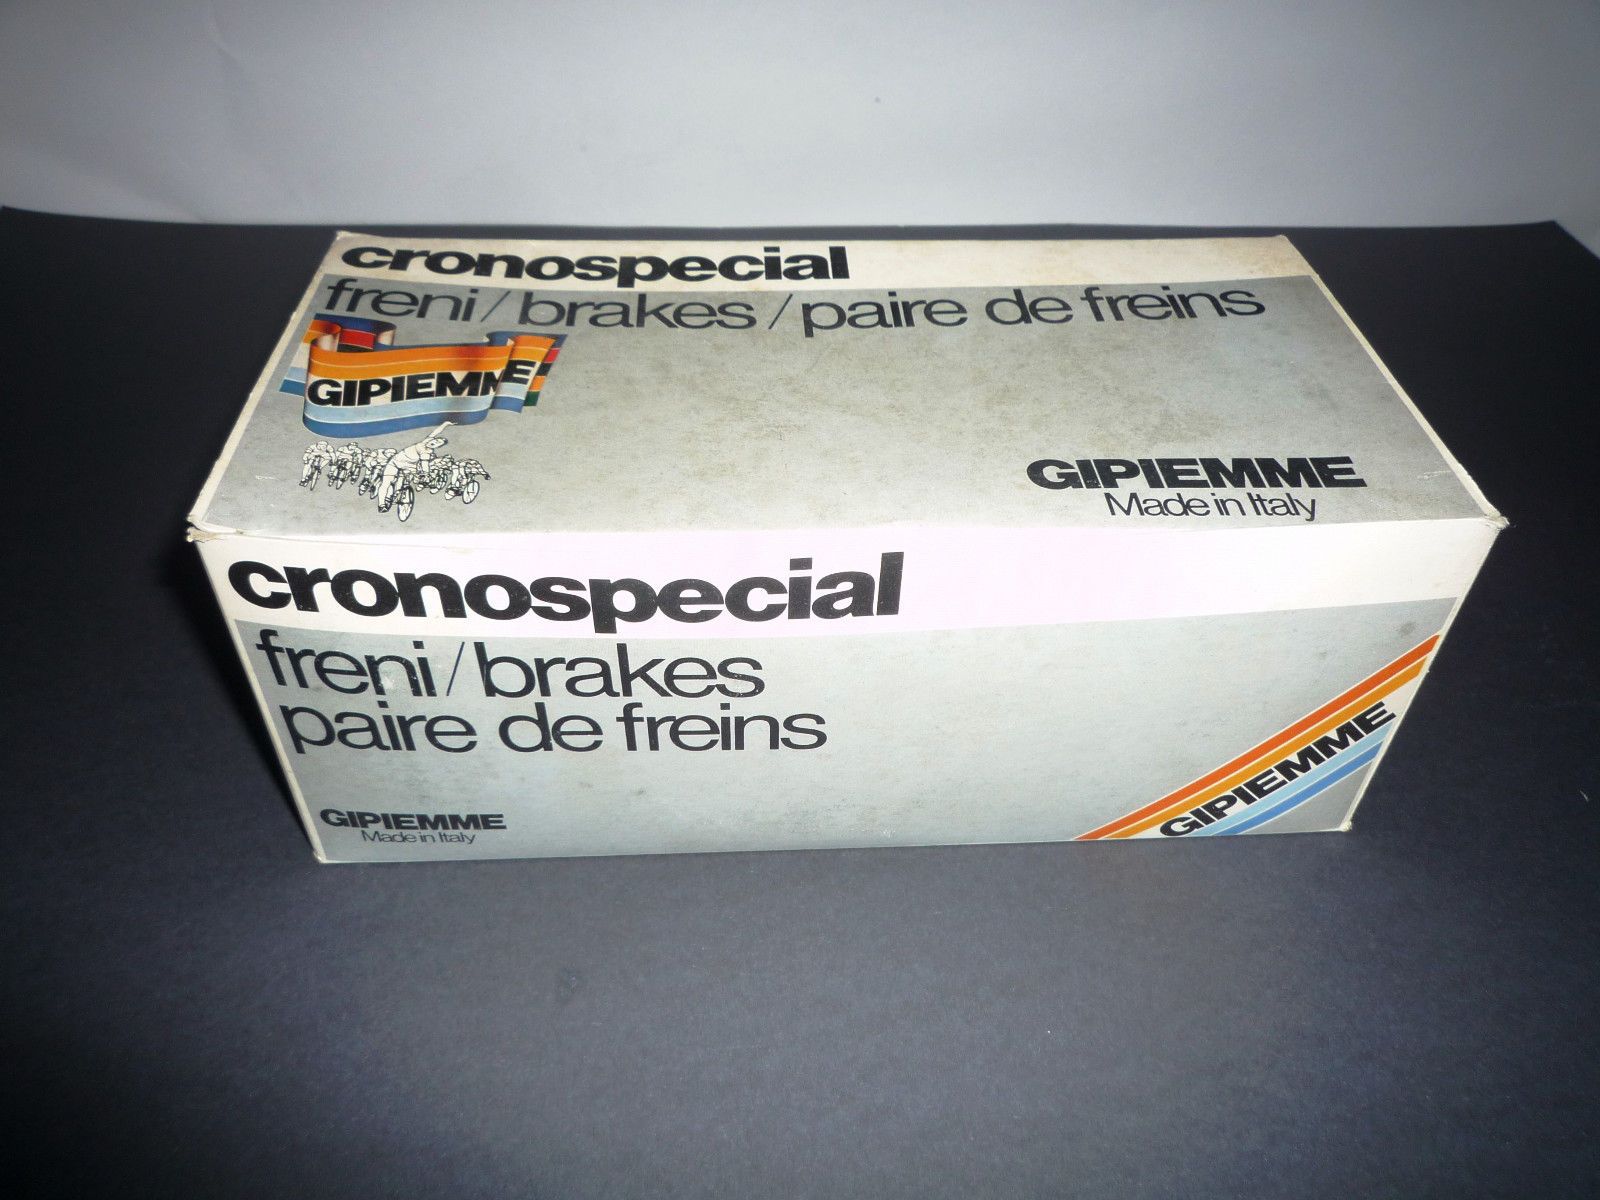 cronospecial
freni/brakes/paire de freins
GIPIEMME
GIPIEMME
Made in Italy
cronospecial
freni/brakes
paire de freins
GIPIEMME
Made in Italy
GIPIEMME